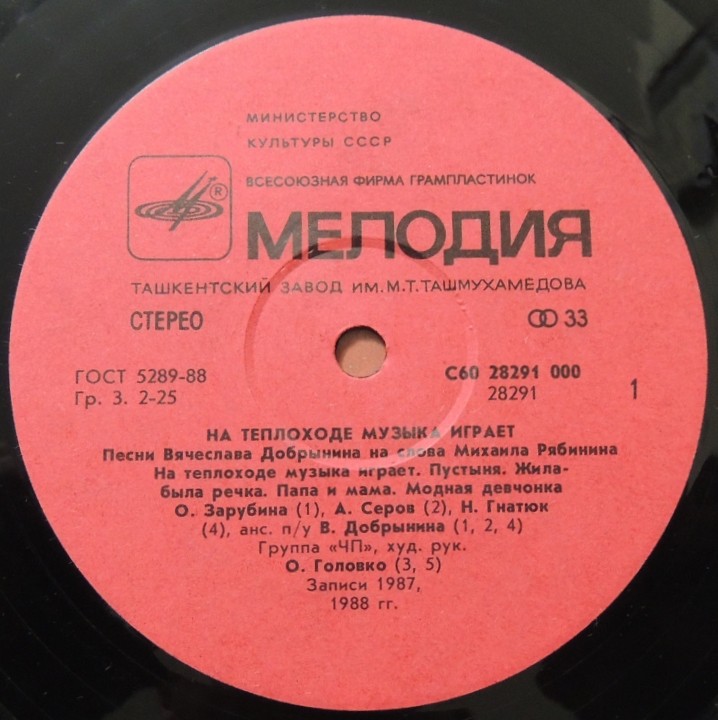 МИНИСТЕРСТВО
КУЛЬТУРЫ СССР
ВСЕСОЮЗНАЯ ФИРМА ГРАМПЛАСТИНОК
®
МЕЛОДИЯ
ТАШКЕНТСКИЙ ЗАВОД ИМ.М.Т.ТАШМУХАМЕДОВА
СТЕРЕО 33
ГОСТ 5289-88 С60 28291 000
Гр. 3. 2-25 28291 1
НА ТЕПЛОХОДЕ МУЗЫКА ИГРАЕТ
Песни Вячеслава Добрынина на слова Михаила Рябинина
На теплоходе музыка играет. Пустыня. Жила-
была речка. Папа и мама. Модная девчонка
О. Зарубина (1), А. Серов (2), Н. Гнатюк
(4), анс. п/у В. Добрынина (1, 2, 4)
Группа «ЧП», худ. рук.
О. Головко (3, 5)
Записи 1987,
1988 гг.